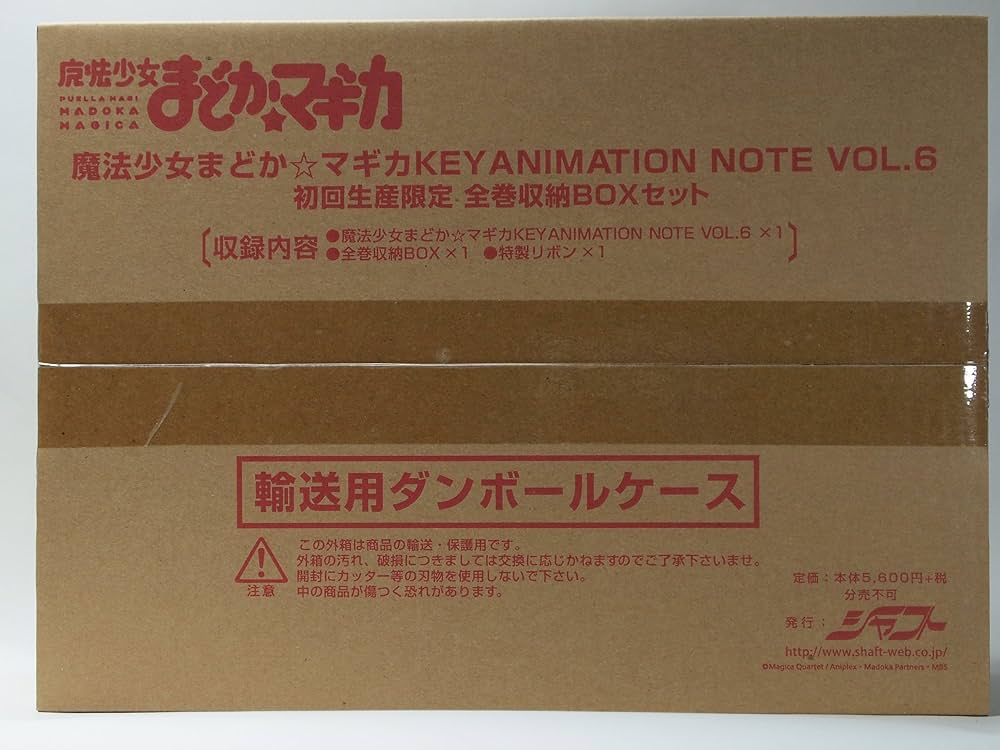 魔法少女
まどか☆マギカ
PUELLA MAGI
MADOKA
MAGICA
魔法少女まどか☆マギカKEYANIMATION NOTE VOL.6
初回生産限定 全巻収納BOXセット
〔収録内容 ●魔法少女まどか☆マギカKEYANIMATION NOTE VOL.6 ×1〕
●全巻収納BOX×1 ●特製リボン×1
輸送用ダンボールケース
注意
この外箱は商品の輸送・保護用です。
外箱の汚れ、破損につきましては交換に応じかねますのでご了承下さいませ。
開封にカッター等の刃物を使用しないで下さい。
中の商品が傷つく恐れがあります。
定価：本体5,600円+税
分売不可
発行：シャフト
http://www.shaft-web.co.jp/
©Magica Quartet / Aniplex・Madoka Partners・MBS